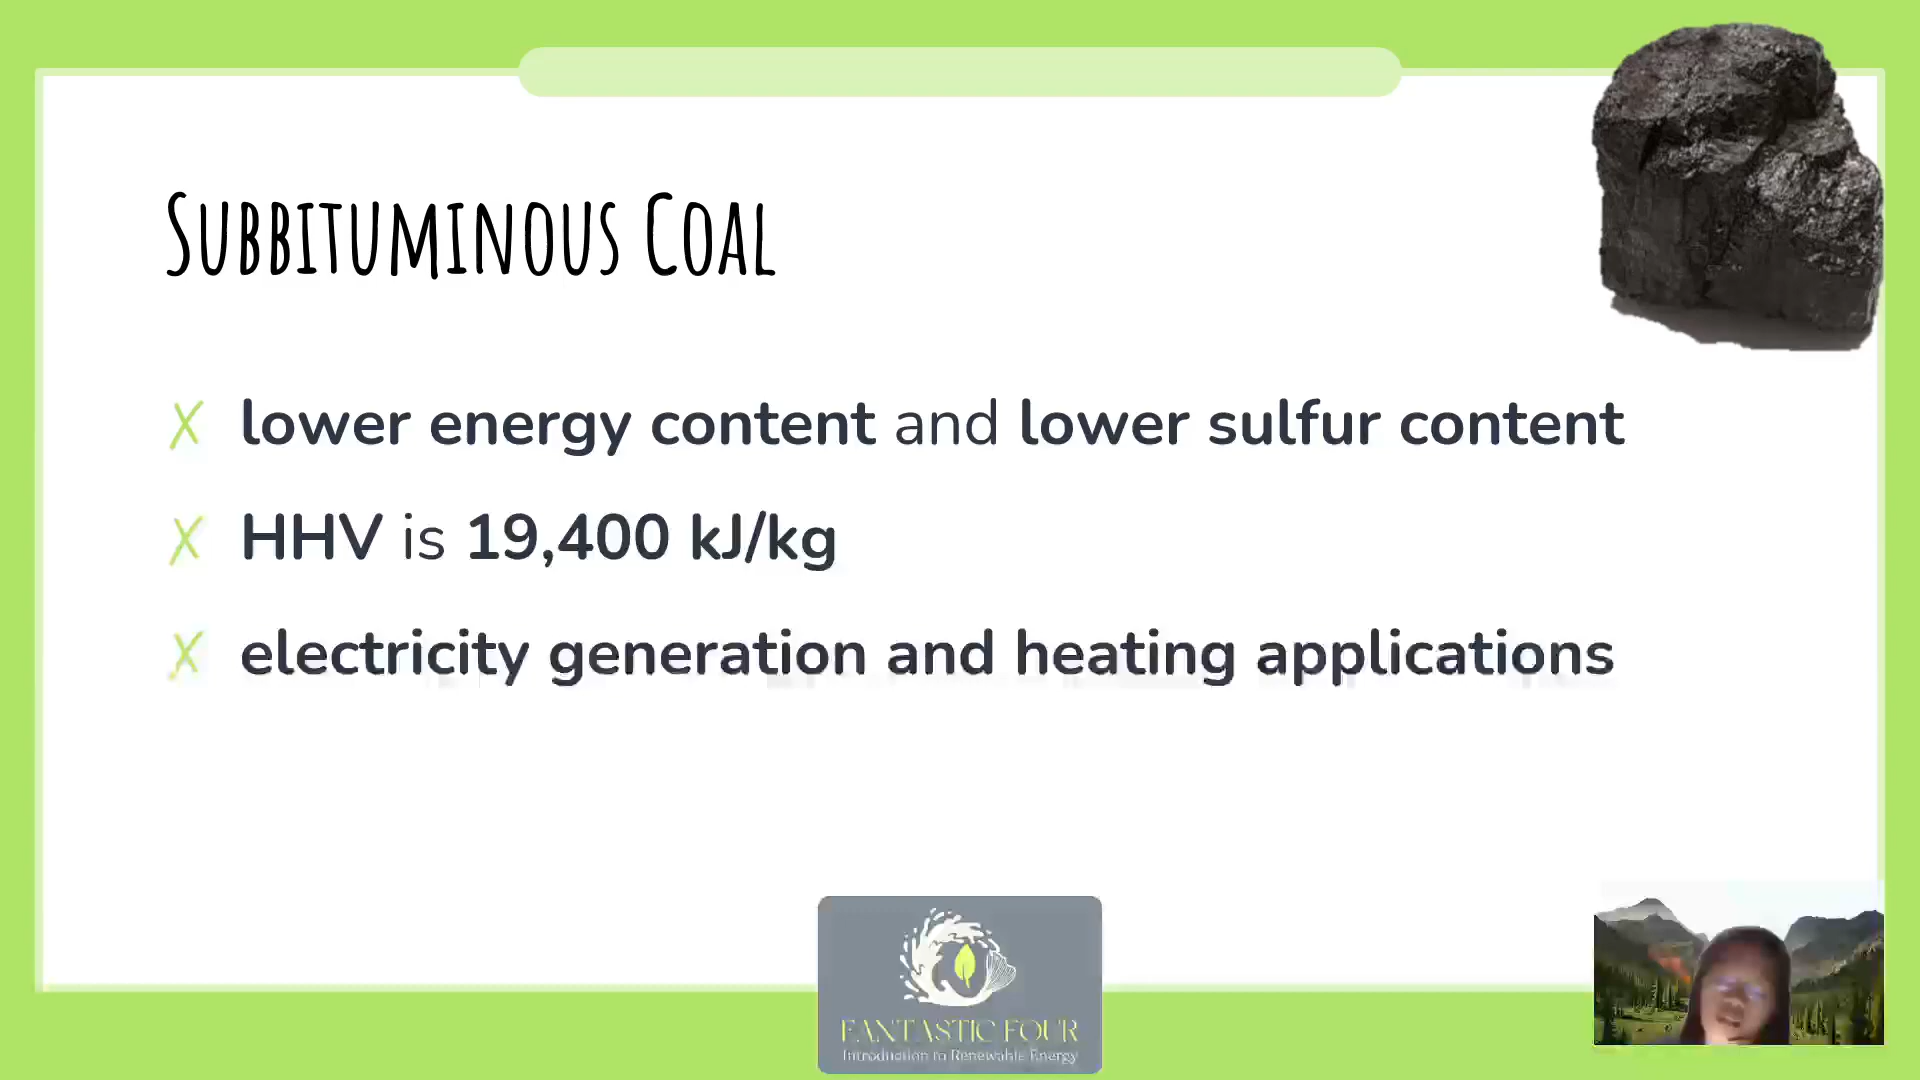 Subbituminous Coal
lower energy content and lower sulfur content
HHV is 19,400 kJ/kg
electricity generation and heating applications
FANTASTIC FOUR
Introduction to Renewable Energy